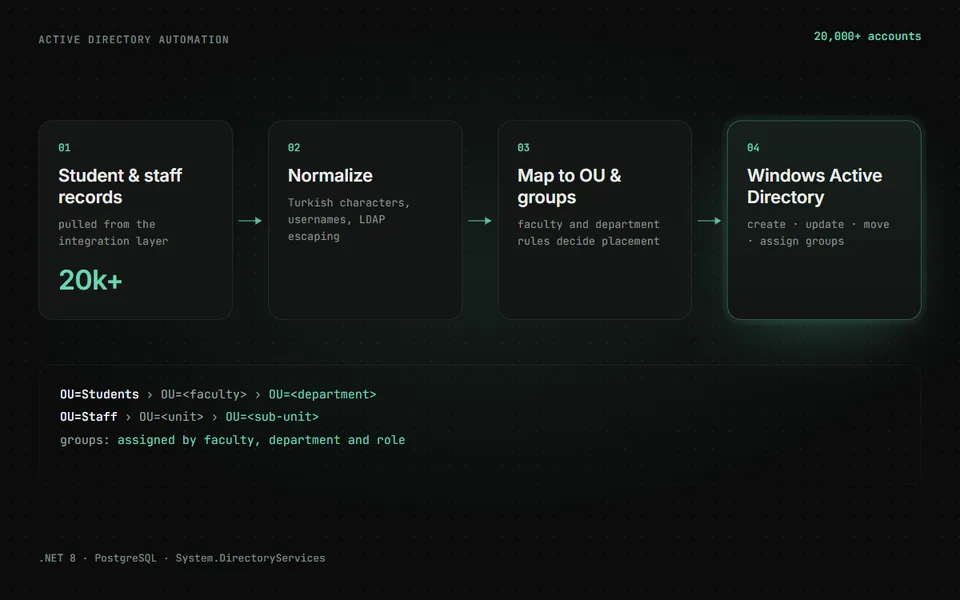 ACTIVE DIRECTORY AUTOMATION
20,000+ accounts
01
Student & staff
records
pulled from the
integration layer
20k+
02
Normalize
Turkish characters,
usernames, LDAP
escaping
03
Map to OU &
groups
faculty and department
rules decide placement
04
Windows Active
Directory
create · update · move
· assign groups
OU=Students › OU=<faculty> › OU=<department>
OU=Staff › OU=<unit> › OU=<sub-unit>
groups: assigned by faculty, department and role
.NET 8 · PostgreSQL · System.DirectoryServices